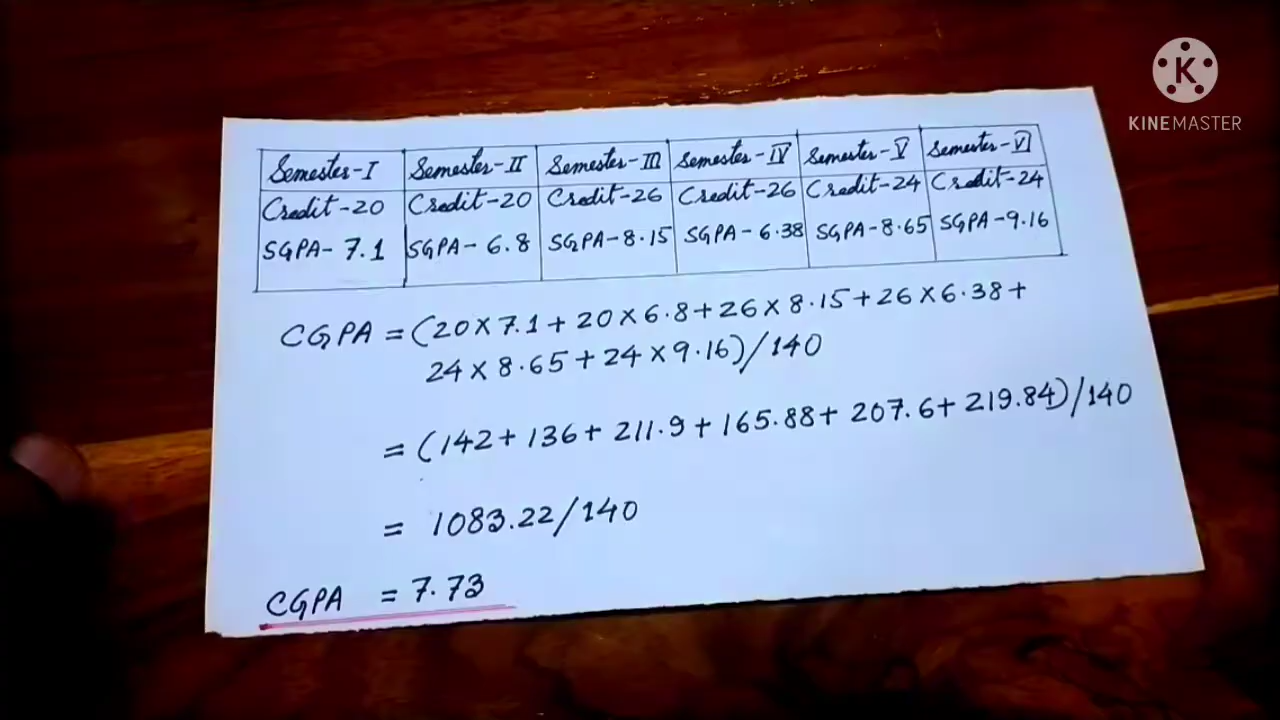 K
KINEMASTER
Semester-I Semester-II Semester-III Semester-IV Semester-V Semester-VI
Credit-20 Credit-20 Credit-26 Credit-26 Credit-24 Credit-24
SGPA-7.1 SGPA-6.8 SGPA-8.15 SGPA-6.38 SGPA-8.65 SGPA-9.16
CGPA = (20×7.1+20×6.8+26×8.15+26×6.38+
24×8.65+24×9.16)/140
= (142+136+211.9+165.88+207.6+219.84)/140
= 1083.22/140
CGPA = 7.73